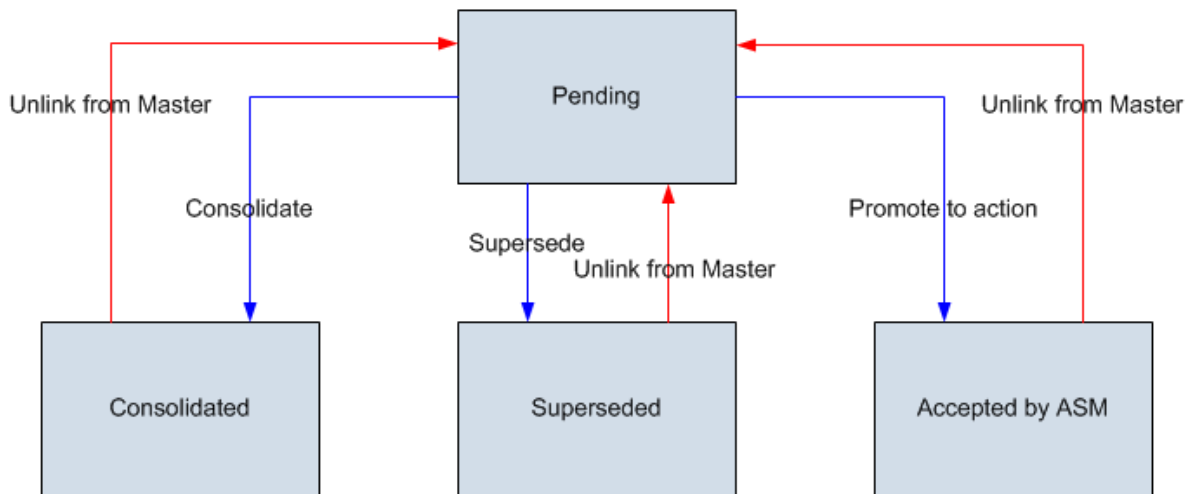 Pending
Unlink from Master
Unlink from Master
Consolidate
Promote to action
Supersede
Unlink from Master
Consolidated
Superseded
Accepted by ASM